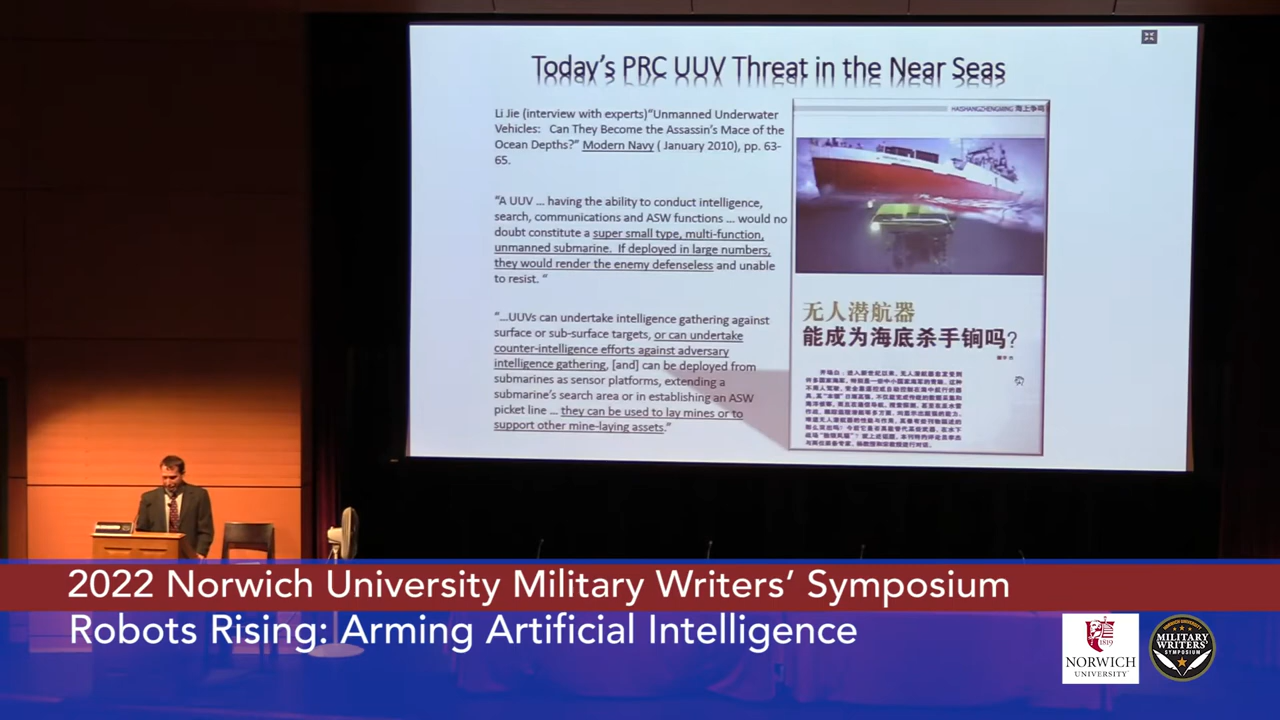 Today's PRC UUV Threat in the Near Seas
Li Jie (interview with experts)"Unmanned Underwater
Vehicles: Can They Become the Assassin's Mace of the
Ocean Depths?" Modern Navy ( January 2010), pp. 63-
65.
"A UUV ... having the ability to conduct intelligence,
search, communications and ASW functions ... would no
doubt constitute a super small type, multi-function,
unmanned submarine. If deployed in large numbers,
they would render the enemy defenseless and unable
to resist. "
"...UUVs can undertake intelligence gathering against
surface or sub-surface targets, or can undertake
counter-intelligence efforts against adversary
intelligence gathering, [and] can be deployed from
submarines as sensor platforms, extending a
submarine's search area or in establishing an ASW
picket line ... they can be used to lay mines or to
support other mine-laying assets."
HAISHANGZHENGMING 海上争鸣
无人潜航器
能成为海底杀手锏吗?
2022 Norwich University Military Writers' Symposium
Robots Rising: Arming Artificial Intelligence
1819
NORWICH
UNIVERSITY
NORWICH UNIVERSITY
MILITARY
WRITERS'
SYMPOSIUM